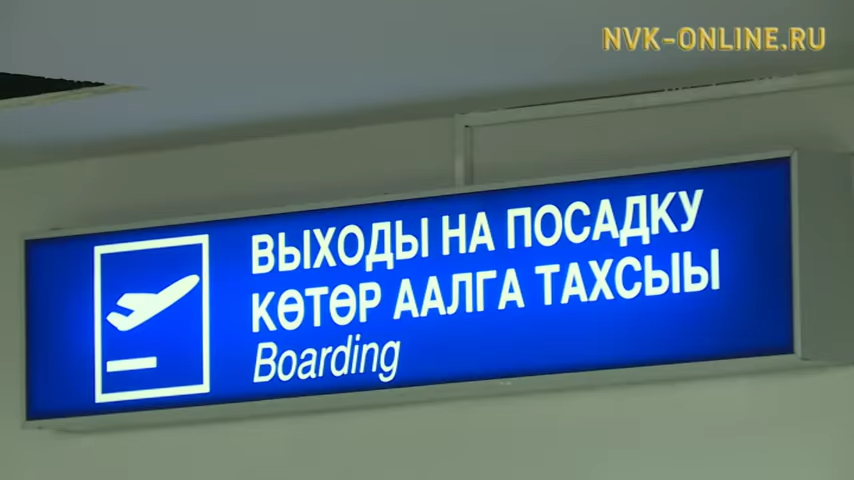 NVK-ONLINE.RU
ВЫХОДЫ НА ПОСАДКУ
КӨТӨР ААЛГА ТАХСЫЫ
Boarding